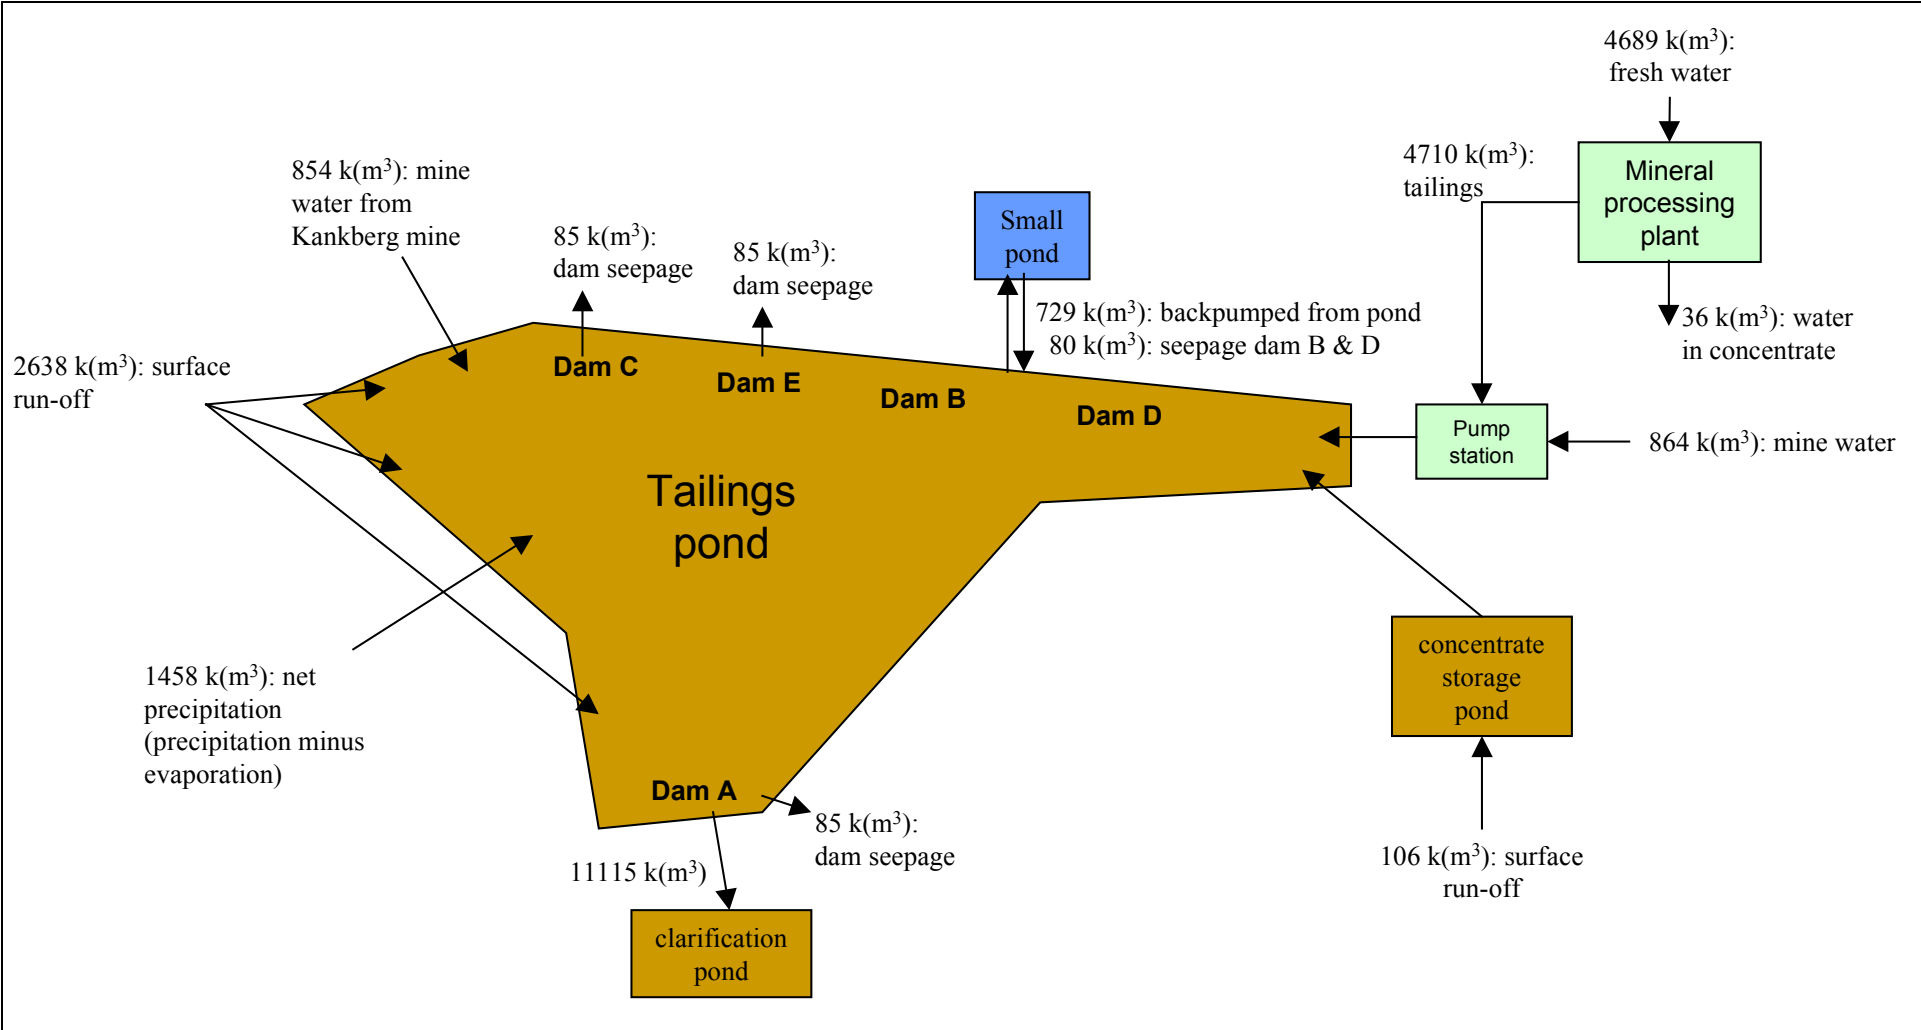 4689 k(m³):
fresh water
4710 k(m³):
tailings
Mineral
processing
plant
36 k(m³): water
in concentrate
854 k(m³): mine
water from
Kankberg mine
85 k(m³):
dam seepage
85 k(m³):
dam seepage
Small
pond
729 k(m³): backpumped from pond
80 k(m³): seepage dam B & D
2638 k(m³): surface
run-off
Dam C
Dam E
Dam B
Dam D
Pump
station
864 k(m³): mine water
Tailings
pond
1458 k(m³): net
precipitation
(precipitation minus
evaporation)
concentrate
storage
pond
Dam A
85 k(m³):
dam seepage
11115 k(m³)
106 k(m³): surface
run-off
clarification
pond